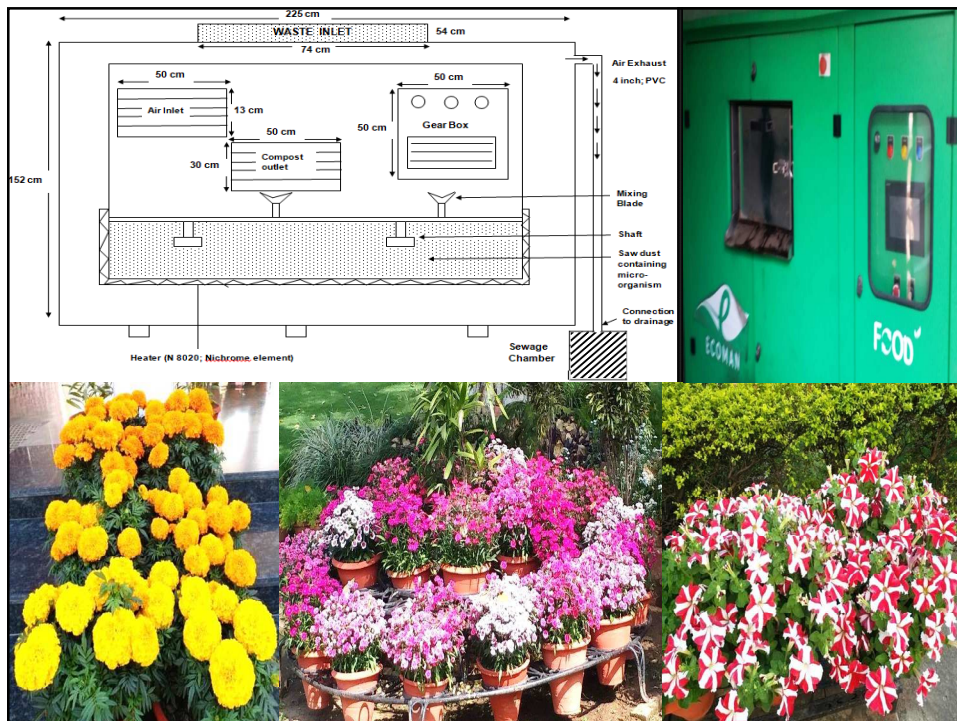 225 cm
WASTE INLET
54 cm
74 cm
Air Exhaust
4 inch; PVC
50 cm
50 cm
Air Inlet
13 cm
50 cm
Gear Box
50 cm
Compost
outlet
30 cm
152 cm
Mixing
Blade
Shaft
Saw dust
containing
micro-
organism
Connection
to drainage
Sewage
Chamber
Heater (N 8020; Nichrome element)
ECOMAN
FOOD